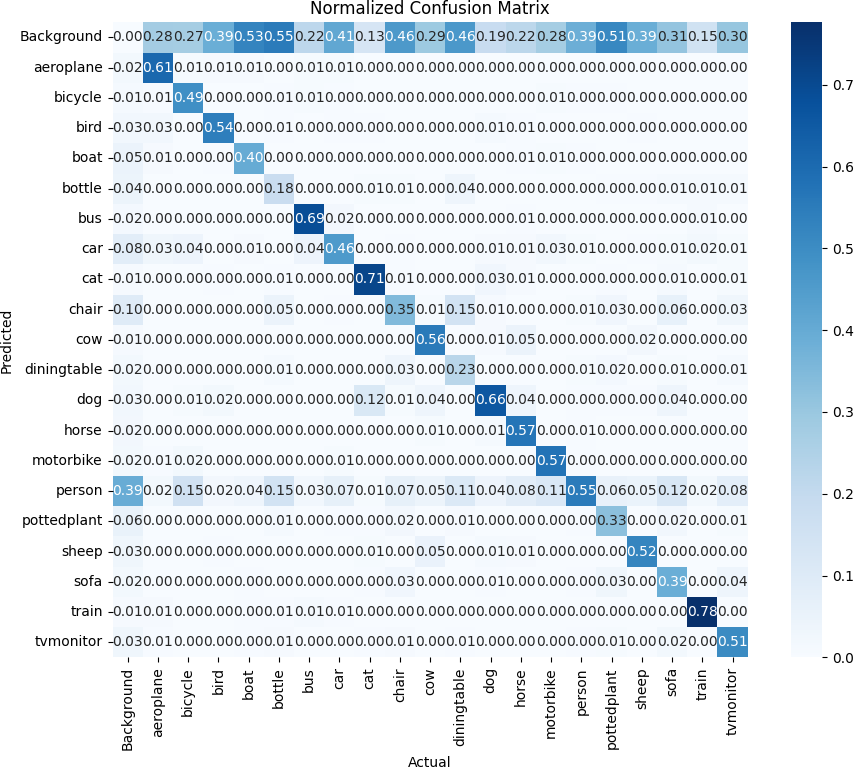 Normalized Confusion Matrix
Predicted
Background 0.00 0.28 0.27 0.39 0.53 0.55 0.22 0.41 0.13 0.46 0.29 0.46 0.19 0.22 0.28 0.39 0.51 0.39 0.31 0.15 0.30
aeroplane 0.02 0.61 0.01 0.01 0.01 0.00 0.01 0.01 0.00 0.00 0.00 0.00 0.00 0.00 0.00 0.00 0.00 0.00 0.00 0.00 0.00
bicycle 0.01 0.01 0.49 0.00 0.00 0.01 0.01 0.00 0.00 0.00 0.00 0.00 0.00 0.00 0.01 0.00 0.00 0.00 0.00 0.00 0.00
bird 0.03 0.03 0.00 0.54 0.00 0.01 0.00 0.00 0.00 0.00 0.00 0.00 0.01 0.01 0.00 0.00 0.00 0.00 0.00 0.00 0.00
boat 0.05 0.01 0.00 0.00 0.40 0.00 0.00 0.00 0.00 0.00 0.00 0.00 0.00 0.01 0.01 0.00 0.00 0.00 0.00 0.00 0.00
bottle 0.04 0.00 0.00 0.00 0.00 0.18 0.00 0.00 0.01 0.01 0.00 0.04 0.00 0.00 0.00 0.00 0.00 0.00 0.01 0.01 0.01
bus 0.02 0.00 0.00 0.00 0.00 0.00 0.69 0.02 0.00 0.00 0.00 0.00 0.00 0.01 0.00 0.00 0.00 0.00 0.00 0.01 0.00
car 0.08 0.03 0.04 0.00 0.01 0.00 0.04 0.46 0.00 0.00 0.00 0.00 0.01 0.01 0.03 0.01 0.00 0.00 0.01 0.02 0.01
cat 0.01 0.00 0.00 0.00 0.00 0.01 0.00 0.00 0.71 0.01 0.00 0.00 0.03 0.01 0.00 0.00 0.00 0.00 0.01 0.00 0.01
chair 0.10 0.00 0.00 0.00 0.00 0.05 0.00 0.00 0.00 0.35 0.01 0.15 0.01 0.00 0.00 0.01 0.03 0.00 0.06 0.00 0.03
cow 0.01 0.00 0.00 0.00 0.00 0.00 0.00 0.00 0.00 0.00 0.56 0.00 0.01 0.05 0.00 0.00 0.00 0.02 0.00 0.00 0.00
diningtable 0.02 0.00 0.00 0.00 0.00 0.01 0.00 0.00 0.00 0.03 0.00 0.23 0.00 0.00 0.00 0.01 0.02 0.00 0.01 0.00 0.01
dog 0.03 0.00 0.01 0.02 0.00 0.00 0.00 0.00 0.12 0.01 0.04 0.00 0.66 0.04 0.00 0.00 0.00 0.00 0.04 0.00 0.00
horse 0.02 0.00 0.00 0.00 0.00 0.00 0.00 0.00 0.00 0.00 0.01 0.00 0.01 0.57 0.00 0.01 0.00 0.00 0.00 0.00 0.00
motorbike 0.02 0.01 0.02 0.00 0.00 0.00 0.00 0.01 0.00 0.00 0.00 0.00 0.00 0.00 0.57 0.00 0.00 0.00 0.00 0.00 0.00
person 0.39 0.02 0.15 0.02 0.04 0.15 0.03 0.07 0.01 0.07 0.05 0.11 0.04 0.08 0.11 0.55 0.06 0.05 0.12 0.02 0.08
pottedplant 0.06 0.00 0.00 0.00 0.00 0.01 0.00 0.00 0.00 0.02 0.00 0.01 0.00 0.00 0.00 0.00 0.33 0.00 0.02 0.00 0.01
sheep 0.03 0.00 0.00 0.00 0.00 0.00 0.00 0.00 0.01 0.00 0.05 0.00 0.01 0.01 0.00 0.00 0.00 0.52 0.00 0.00 0.00
sofa 0.02 0.00 0.00 0.00 0.00 0.00 0.00 0.00 0.00 0.03 0.00 0.00 0.01 0.00 0.00 0.00 0.03 0.00 0.39 0.00 0.04
train 0.01 0.01 0.00 0.00 0.00 0.01 0.01 0.01 0.00 0.00 0.00 0.00 0.00 0.00 0.00 0.00 0.00 0.00 0.00 0.78 0.00
tvmonitor 0.03 0.01 0.00 0.00 0.00 0.01 0.00 0.00 0.00 0.01 0.00 0.01 0.00 0.00 0.00 0.00 0.01 0.00 0.02 0.00 0.51
Background aeroplane bicycle bird boat bottle bus car cat chair cow diningtable dog horse motorbike person pottedplant sheep sofa train tvmonitor
Actual
0.7
0.6
0.5
0.4
0.3
0.2
0.1
0.0